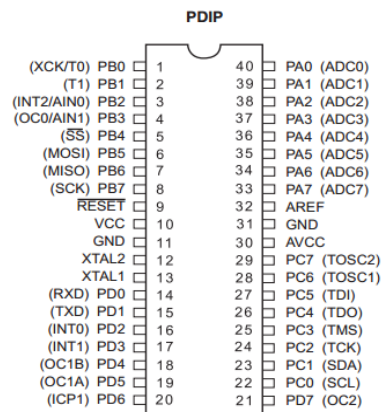 PDIP
(XCK/T0) PB0 1 40 PA0 (ADC0)
(T1) PB1 2 39 PA1 (ADC1)
(INT2/AIN0) PB2 3 38 PA2 (ADC2)
(OC0/AIN1) PB3 4 37 PA3 (ADC3)
(SS) PB4 5 36 PA4 (ADC4)
(MOSI) PB5 6 35 PA5 (ADC5)
(MISO) PB6 7 34 PA6 (ADC6)
(SCK) PB7 8 33 PA7 (ADC7)
RESET 9 32 AREF
VCC 10 31 GND
GND 11 30 AVCC
XTAL2 12 29 PC7 (TOSC2)
XTAL1 13 28 PC6 (TOSC1)
(RXD) PD0 14 27 PC5 (TDI)
(TXD) PD1 15 26 PC4 (TDO)
(INT0) PD2 16 25 PC3 (TMS)
(INT1) PD3 17 24 PC2 (TCK)
(OC1B) PD4 18 23 PC1 (SDA)
(OC1A) PD5 19 22 PC0 (SCL)
(ICP1) PD6 20 21 PD7 (OC2)